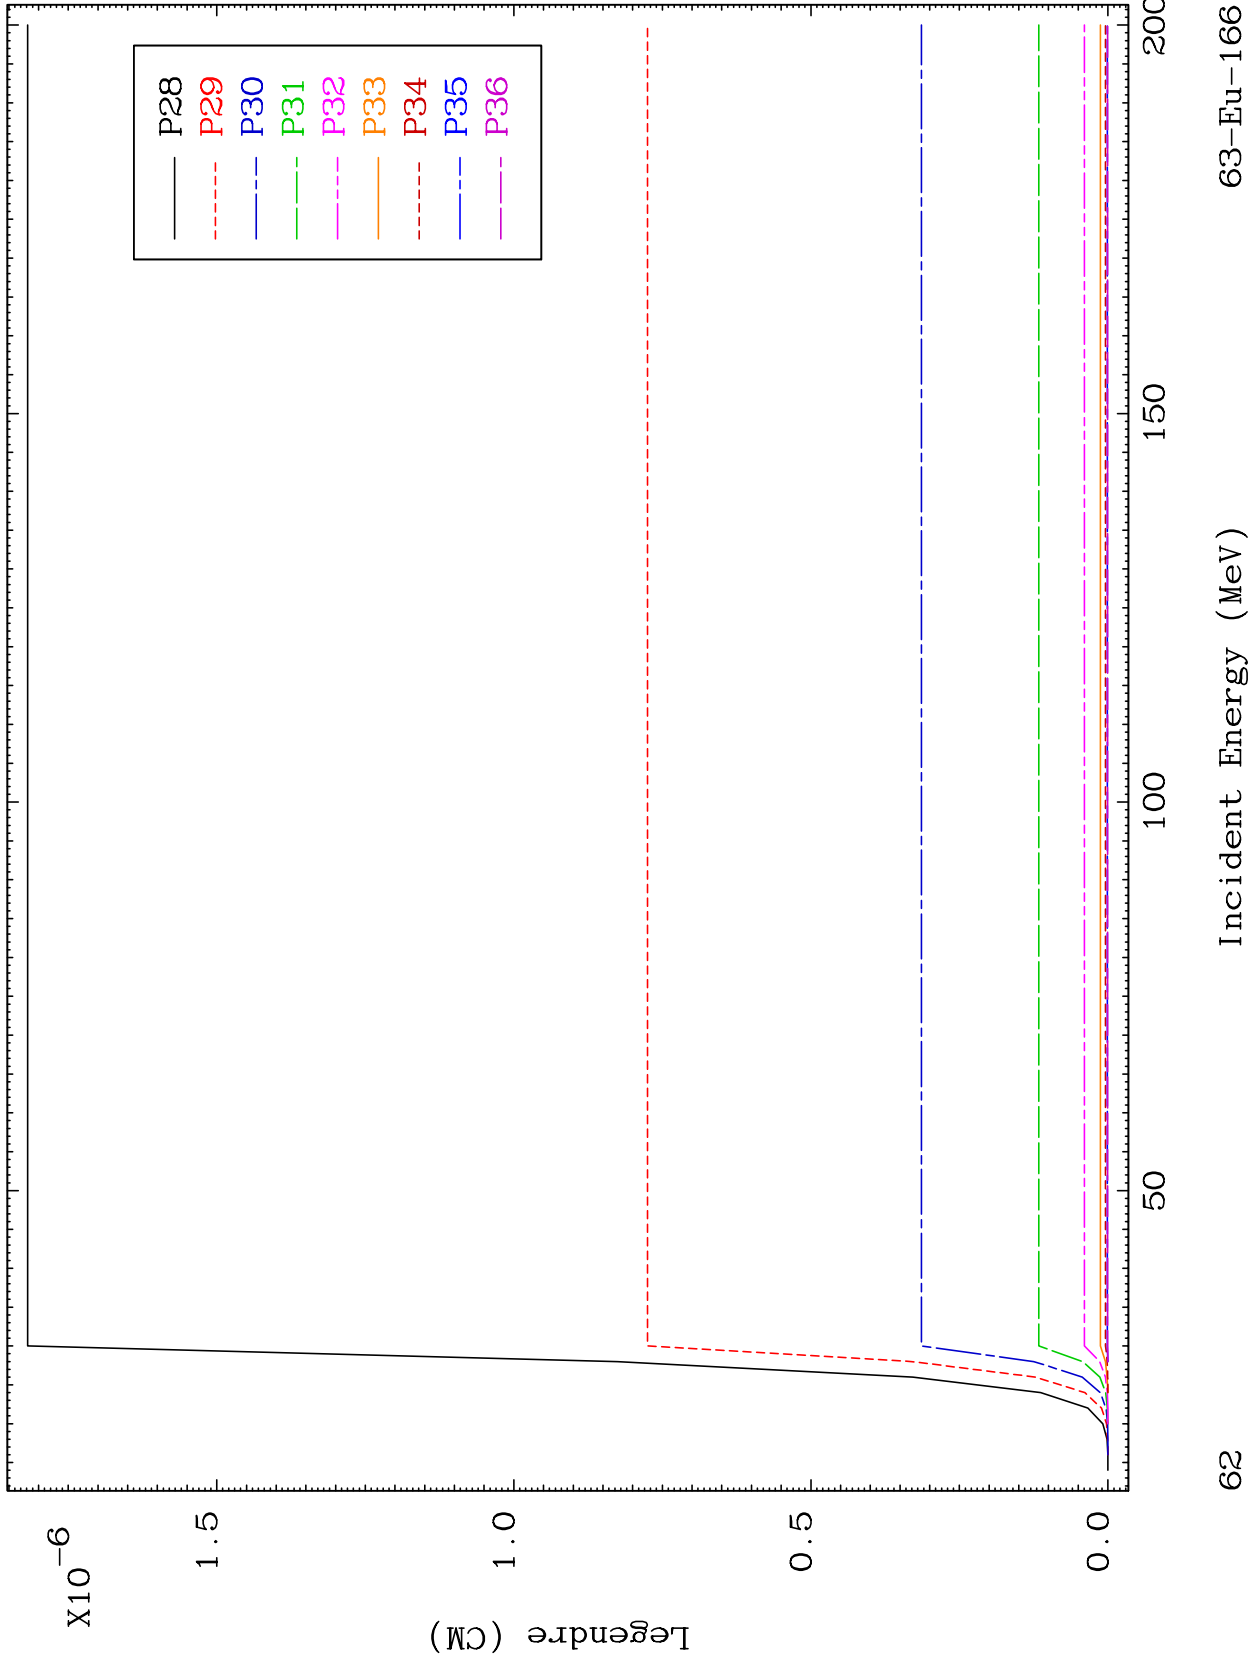 X10-6
Legendre (CM)
1.5
1.0
0.5
0.0
P28
P29
P30
P31
P32
P33
P34
P35
P36
50
100
150
200
Incident Energy (MeV)
62
63-Eu-166